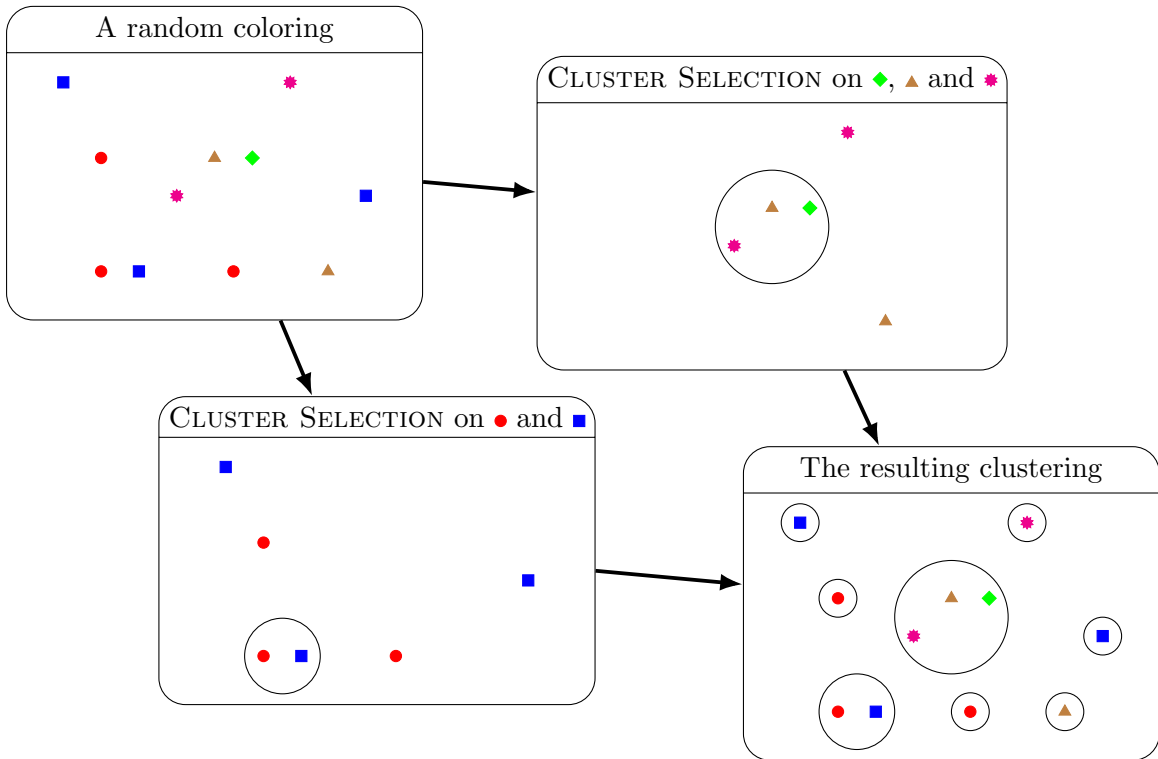 A random coloring
CLUSTER SELECTION on ◆, ▲ and ✸
CLUSTER SELECTION on ● and ■
The resulting clustering